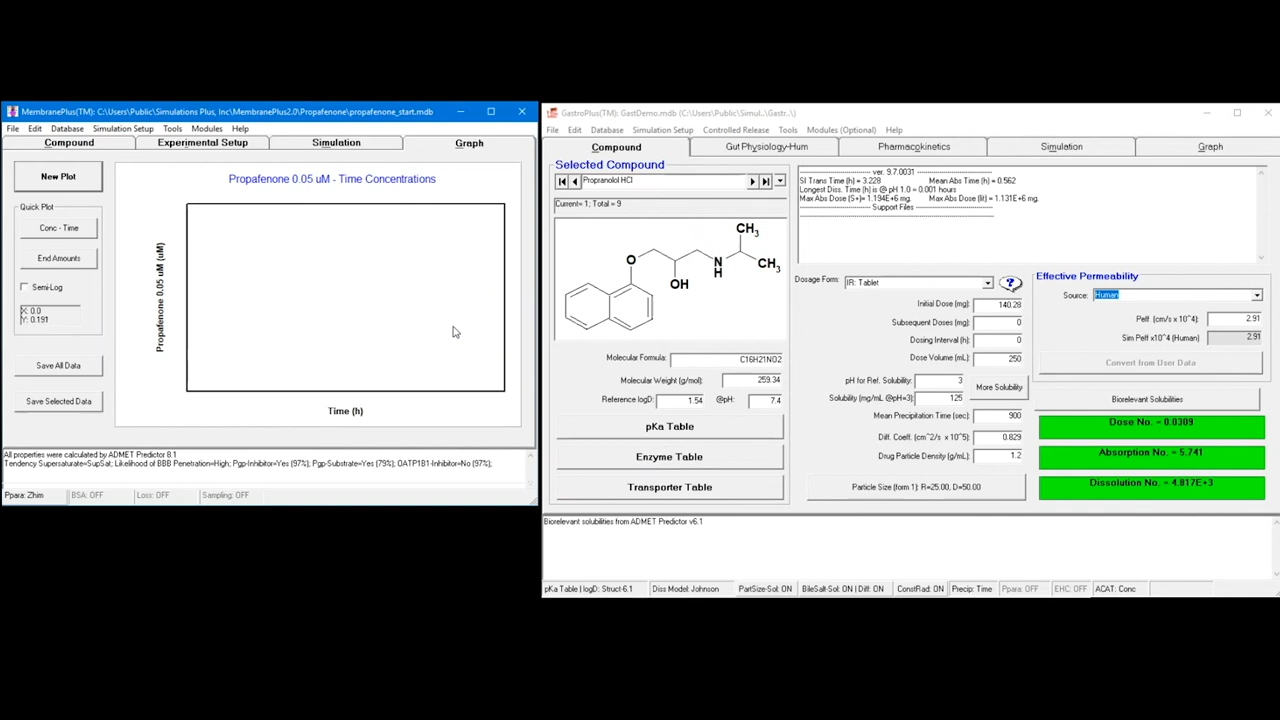 MembranePlus(TM): C:\Users\Public\Simulations Plus, Inc\MembranePlus2.0\Propafenone\propafenone_start.mdb
File Edit Database Simulation Setup Tools Modules Help
Compound Experimental Setup Simulation Graph
New Plot
Quick Plot
Conc - Time
End Amounts
Semi-Log
X: 0.0
Y: 0.191
Save All Data
Save Selected Data
Propafenone 0.05 uM - Time Concentrations
Propafenone 0.05 uM (uM)
Time (h)
All properties were calculated by ADMET Predictor 8.1
Tendency Supersaturate=SupSat; Likelihood of BBB Penetration=High; Pgp-Inhibitor=Yes (97%); Pgp-Substrate=Yes (79%); OATP1B1-Inhibitor=No (97%);
Ppara: Zhim BSA: OFF Loss: OFF Sampling: OFF
GastroPlus(TM): GastDemo.mdb (C:\Users\Public\Simul..\Gastr..\)
File Edit Database Simulation Setup Controlled Release Tools Modules (Optional) Help
Compound Gut Physiology-Hum Pharmacokinetics Simulation Graph
Selected Compound
Propranolol HCl
Current= 1; Total = 9
CH3
O
N
H
CH3
OH
Molecular Formula: C16H21NO2
Molecular Weight (g/mol): 259.34
Reference logD: 1.54 @pH: 7.4
pKa Table
Enzyme Table
Transporter Table
---------------------- ver. 9.7.0031 ----------------------
SI Trans Time (h) = 3.228 Mean Abs Time (h) = 0.562
Longest Diss. Time (h) is @ pH 1.0 = 0.001 hours
Max Abs Dose (S+)= 1.194E+6 mg. Max Abs Dose (lit) = 1.131E+6 mg.
---------------------- Support Files ----------------------
Dosage Form: IR: Tablet
Initial Dose (mg): 140.28
Subsequent Doses (mg): 0
Dosing Interval (h): 0
Dose Volume (mL): 250
pH for Ref. Solubility: 3
Solubility (mg/mL @pH=3): 125
More Solubility
Mean Precipitation Time (sec): 900
Diff. Coeff. (cm^2/s x 10^5): 0.829
Drug Particle Density (g/mL): 1.2
Particle Size (form 1): R=25.00, D=50.00
Effective Permeability
Source: Human
Peff (cm/s x 10^4): 2.91
Sim Peff x10^4 (Human) 2.91
Convert from User Data
Biorelevant Solubilities
Dose No. = 0.0309
Absorption No. = 5.741
Dissolution No. = 4.817E+3
Biorelevant solubilities from ADMET Predictor v6.1
pKa Table | logD: Struct-6.1 Diss Model: Johnson PartSize-Sol: ON BileSalt-Sol: ON | Diff: ON ConstRad: ON Precip: Time Ppara: OFF EHC: OFF ACAT: Conc